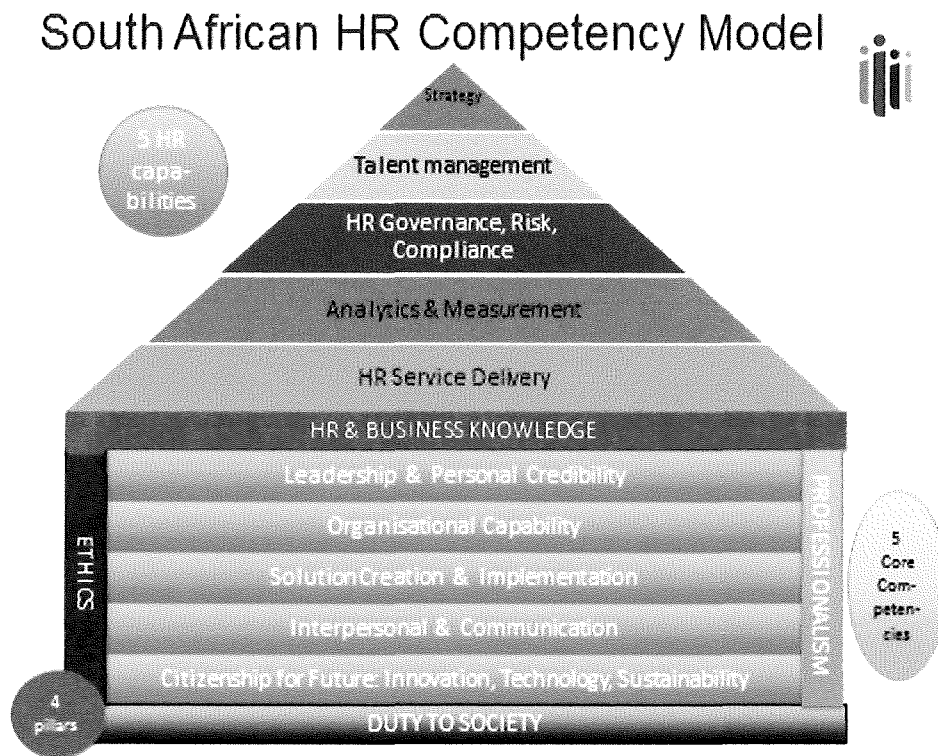 South African HR Competency Model
Strategy
5 HR
capa-
bilities
Talent management
HR Governance, Risk,
Compliance
Analytics & Measurement
HR Service Delivery
HR & BUSINESS KNOWLEDGE
Leadership & Personal Credibility
Organisational Capability
Solution Creation & Implementation
Interpersonal & Communication
Citizenship for Future: Innovation, Technology, Sustainability
ETHICS
PROFESSIONALISM
5
Core
Com-
peten-
cies
4
pillars
DUTY TO SOCIETY